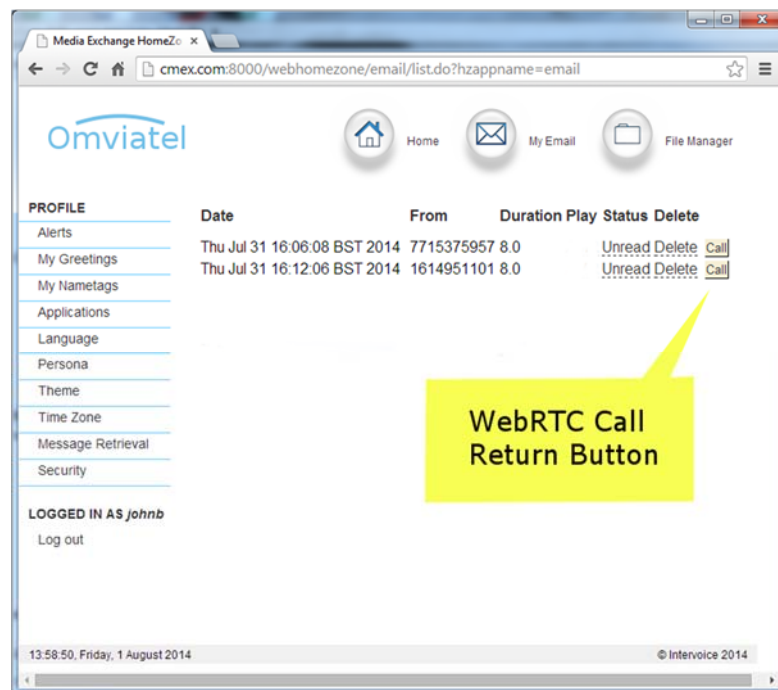 Media Exchange HomeZo
cmex.com:8000/webhomezone/email/list.do?hzappname=email
Omviatel
Home
My Email
File Manager
PROFILE
Alerts
My Greetings
My Nametags
Applications
Language
Persona
Theme
Time Zone
Message Retrieval
Security
LOGGED IN AS johnb
Log out
Date From Duration Play Status Delete
Thu Jul 31 16:06:08 BST 2014 7715375957 8.0 Unread Delete Call
Thu Jul 31 16:12:06 BST 2014 1614951101 8.0 Unread Delete Call
WebRTC Call
Return Button
13:58:50, Friday, 1 August 2014
© Intervoice 2014